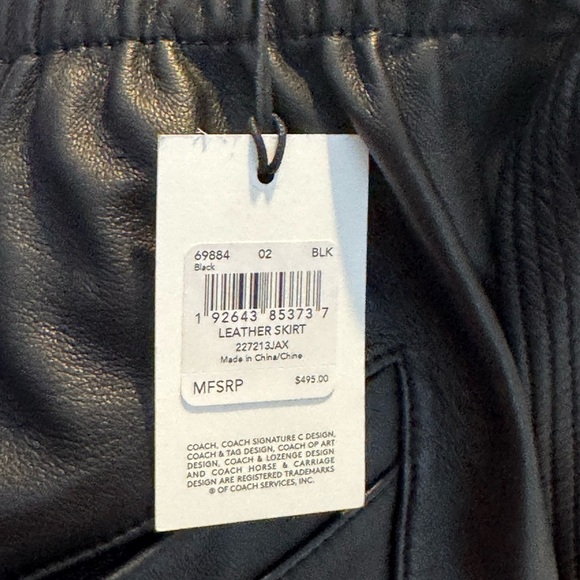 69884 02 BLK
Black
1 92643 85373 7
LEATHER SKIRT
227213JAX
Made in China/Chine
MFSRP $495.00
COACH, COACH SIGNATURE C DESIGN,
COACH & TAG DESIGN, COACH OP ART
DESIGN, COACH & LOZENGE DESIGN
AND COACH HORSE & CARRIAGE
DESIGN ARE REGISTERED TRADEMARKS
® OF COACH SERVICES, INC.